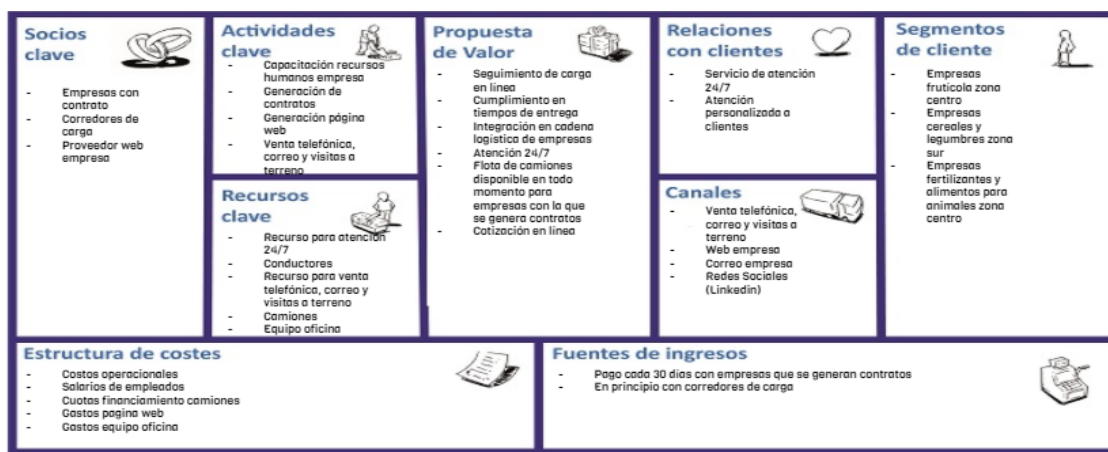 Socios
clave
- Empresas con
contrato
- Corredores de
carga
- Proveedor web
empresa
Actividades
clave
- Capacitación recursos
humanos empresa
- Generación de
contratos
- Generación página
web
- Venta telefónica,
correo y visitas a
terreno
Recursos
clave
- Recurso para atención
24/7
- Conductores
- Recurso para venta
telefónica, correo y
visitas a terreno
- Camiones
- Equipo oficina
Propuesta
de Valor
- Seguimiento de carga
en línea
- Cumplimiento en
tiempos de entrega
- Integración en cadena
logística de empresas
- Atención 24/7
- Flota de camiones
disponible en todo
momento para
empresas con la que
se genera contratos
- Cotización en línea
Relaciones
con clientes
- Servicio de atención
24/7
- Atención
personalizada a
clientes
Canales
- Venta telefónica,
correo y visitas a
terreno
- Web empresa
- Correo empresa
- Redes Sociales
(Linkedin)
Segmentos
de cliente
- Empresas
frutícola zona
centro
- Empresas
cereales y
legumbres zona
sur
- Empresas
fertilizantes y
alimentos para
animales zona
centro
Estructura de costes
- Costos operacionales
- Salarios de empleados
- Cuotas financiamiento camiones
- Gastos pagina web
- Gastos equipo oficina
Fuentes de ingresos
- Pago cada 30 días con empresas que se generan contratos
- En principio con corredores de carga